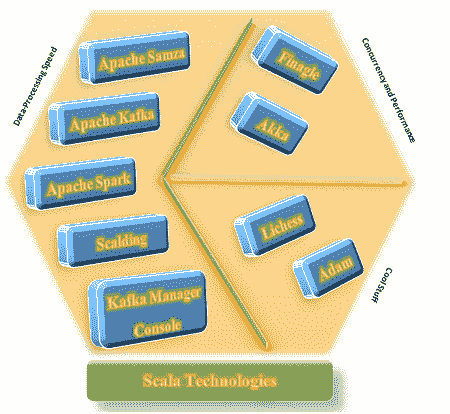 Data-Processing Speed
Apache Samza
Apache Kafka
Apache Spark
Scalding
Kafka Manager
Console
Concurrency and Performance
Finagle
Akka
Lichess
Adam
Cool Stuff
Scala Technologies